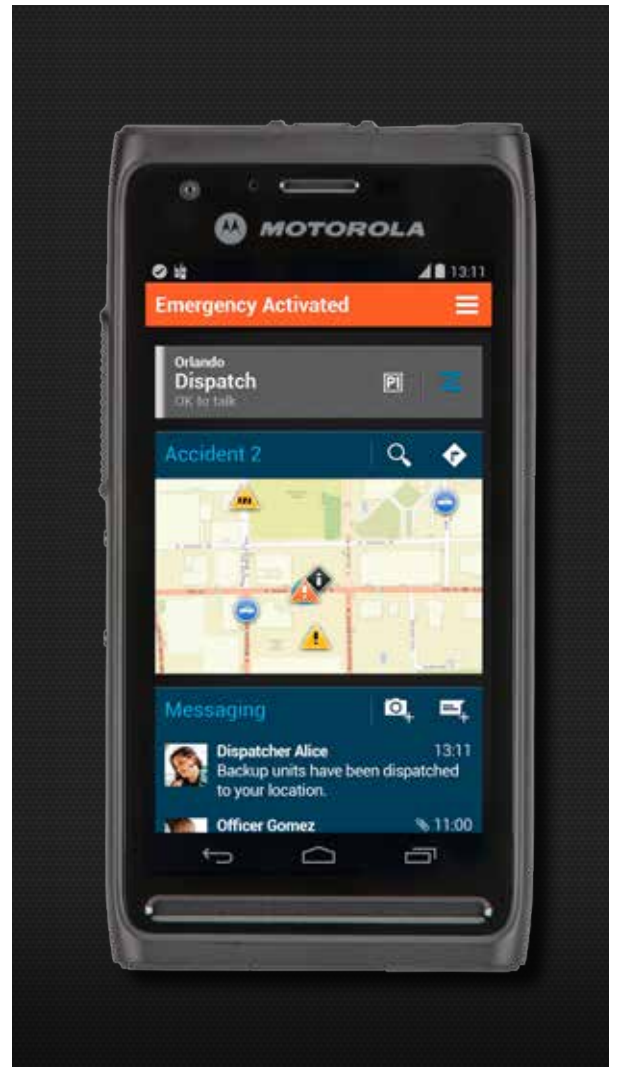 MOTOROLA
13:11
Emergency Activated
Orlando
Dispatch
OK to talk
Accident 2
Messaging
Dispatcher Alice 13:11
Backup units have been dispatched
to your location.
Officer Gomez 11:00